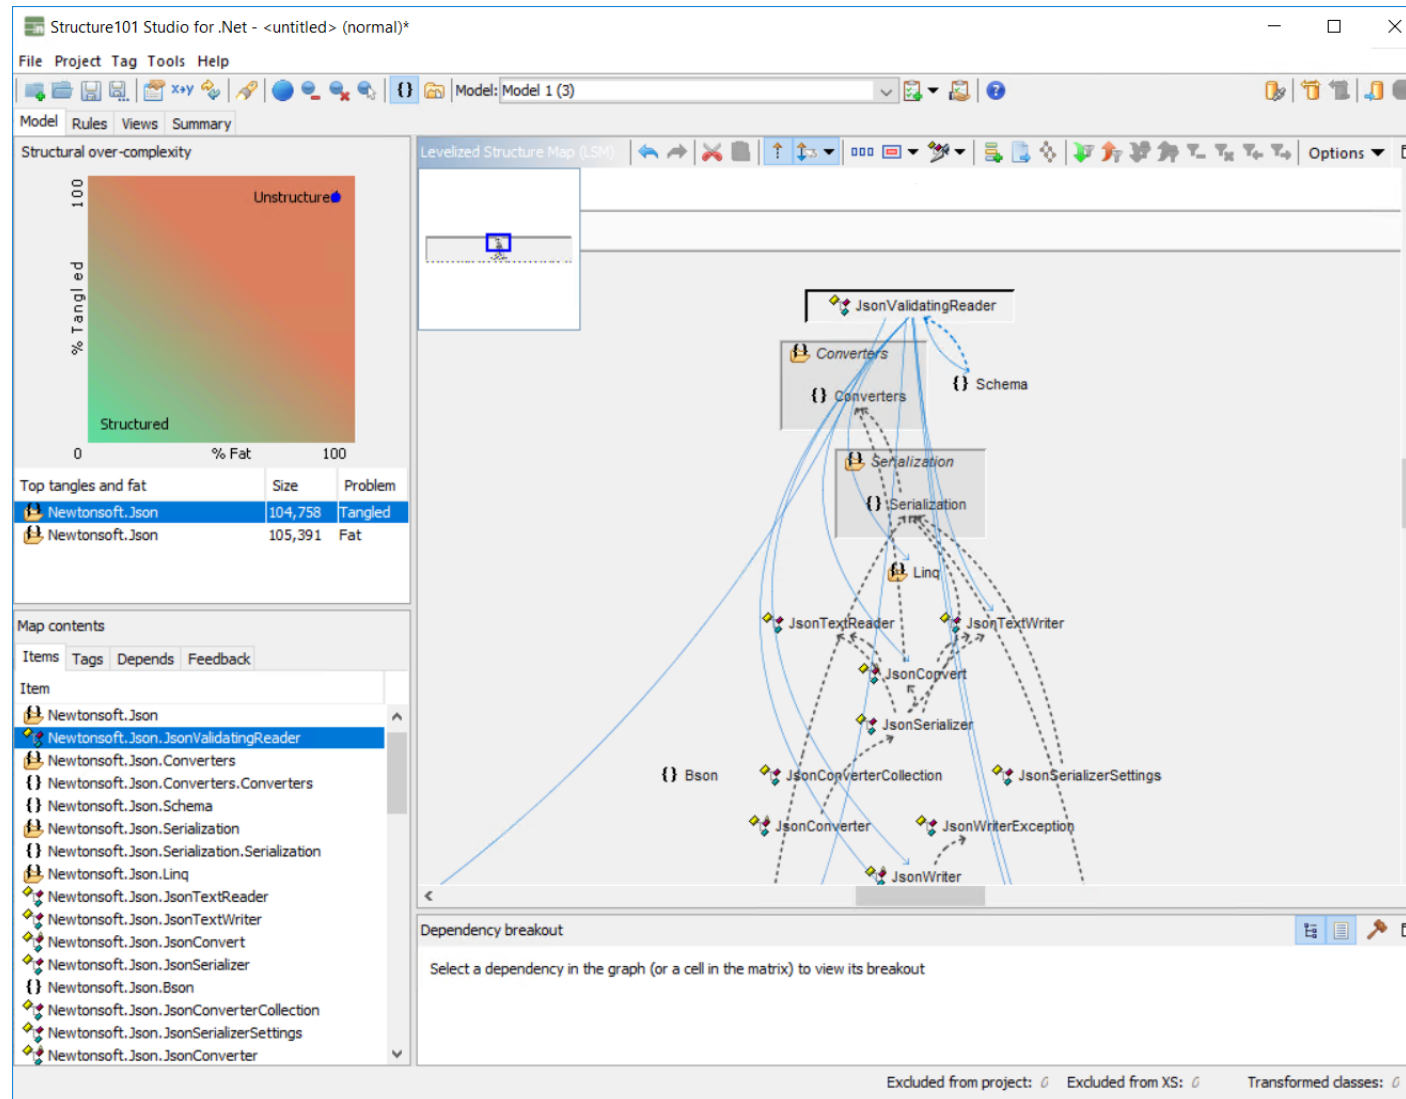 Structure101 Studio for .Net - <untitled> (normal)*
File Project Tag Tools Help
X+Y {} Model: Model 1 (3)
Model Rules Views Summary
Structural over-complexity
100
Unstructured
% Tangled
Structured
0 % Fat 100
Top tangles and fat Size Problem
Newtonsoft.Json 104,758 Tangled
Newtonsoft.Json 105,391 Fat
Map contents
Items Tags Depends Feedback
Item
Newtonsoft.Json
Newtonsoft.Json.JsonValidatingReader
Newtonsoft.Json.Converters
{} Newtonsoft.Json.Converters.Converters
{} Newtonsoft.Json.Schema
Newtonsoft.Json.Serialization
{} Newtonsoft.Json.Serialization.Serialization
Newtonsoft.Json.Linq
Newtonsoft.Json.JsonTextReader
Newtonsoft.Json.JsonTextWriter
Newtonsoft.Json.JsonConvert
Newtonsoft.Json.JsonSerializer
{} Newtonsoft.Json.Bson
Newtonsoft.Json.JsonConverterCollection
Newtonsoft.Json.JsonSerializerSettings
Newtonsoft.Json.JsonConverter
Levelized Structure Map (LSM) Options
JsonValidatingReader
Converters
{} Schema
{} Converters
Serialization
{} Serialization
Linq
JsonTextReader JsonTextWriter
JsonConvert
JsonSerializer
{} Bson JsonConverterCollection JsonSerializerSettings
JsonConverter JsonWriterException
JsonWriter
Dependency breakout
Select a dependency in the graph (or a cell in the matrix) to view its breakout
Excluded from project: 0 Excluded from XS: 0 Transformed classes: 0